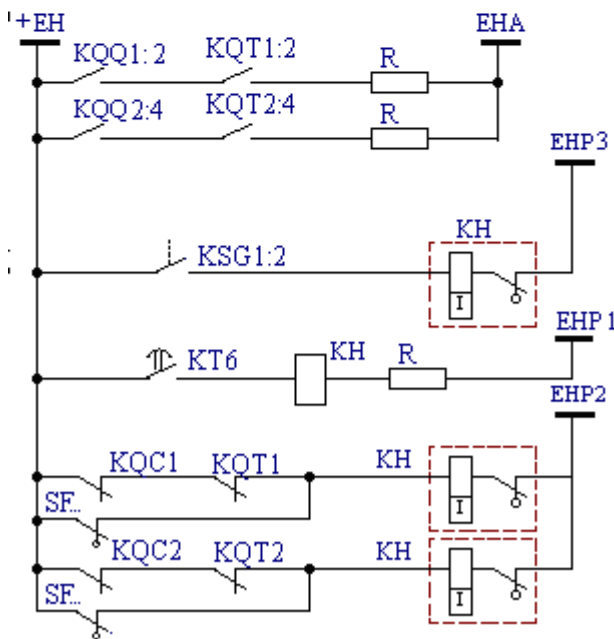 +EH EHA
KQQ1:2 KQT1:2 R
KQQ2:4 KQT2:4 R
EHP3
KH
KSG1:2
I
EHP1
KT6 KH R
EHP2
KQC1 KQT1 KH
I
SF...
KQC2 KQT2 KH
I
SF...